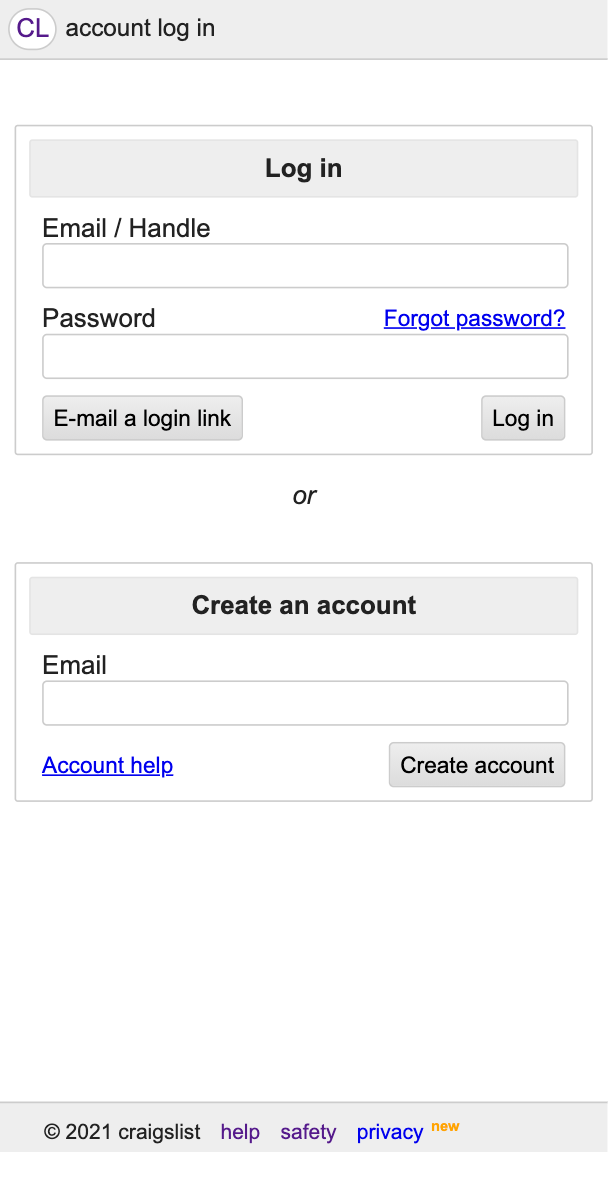 CL account log in
Log in
Email / Handle
Password Forgot password?
E-mail a login link Log in
or
Create an account
Email
Account help Create account
© 2021 craigslist help safety privacy new